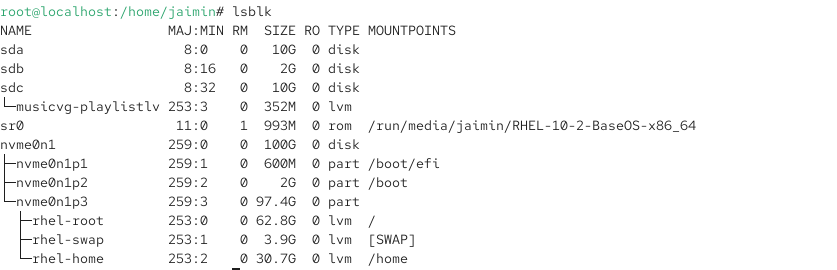 root@localhost:/home/jaimin# lsblk
NAME                 MAJ:MIN RM   SIZE RO TYPE MOUNTPOINTS
sda                    8:0    0    10G  0 disk
sdb                    8:16   0     2G  0 disk
sdc                    8:32   0    10G  0 disk
└─musicvg-playlistlv 253:3    0   352M  0 lvm
sr0                   11:0    1   993M  0 rom  /run/media/jaimin/RHEL-10-2-BaseOS-x86_64
nvme0n1              259:0    0   100G  0 disk
├─nvme0n1p1          259:1    0   600M  0 part /boot/efi
├─nvme0n1p2          259:2    0     2G  0 part /boot
└─nvme0n1p3          259:3    0  97.4G  0 part
  ├─rhel-root        253:0    0  62.8G  0 lvm  /
  ├─rhel-swap        253:1    0   3.9G  0 lvm  [SWAP]
  └─rhel-home        253:2    0  30.7G  0 lvm  /home